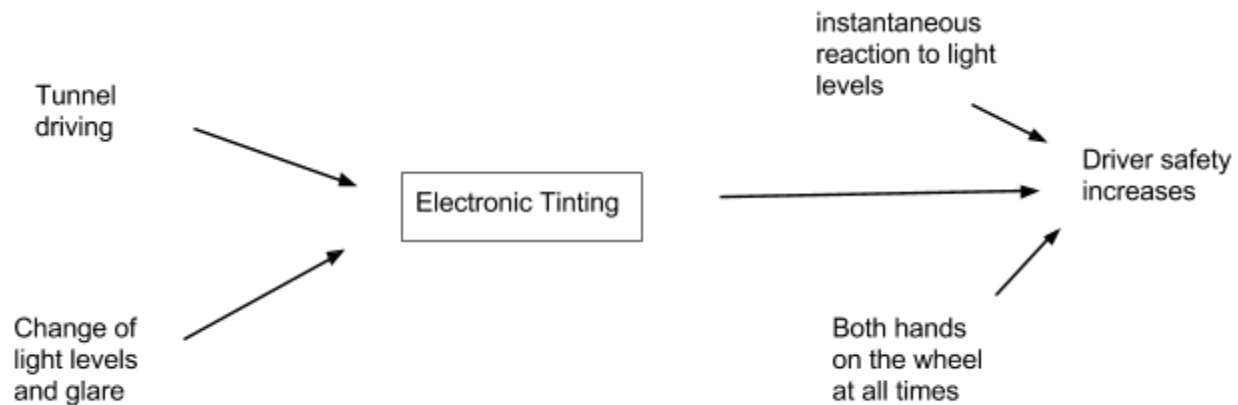 Tunnel
driving
Change of
light levels
and glare
Electronic Tinting
instantaneous
reaction to light
levels
Both hands
on the wheel
at all times
Driver safety
increases